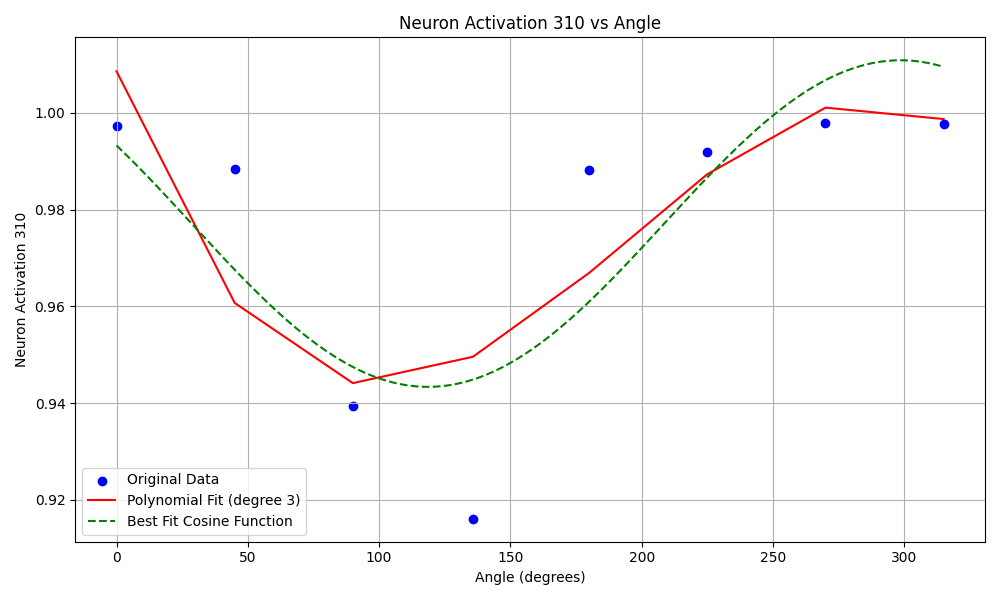 Neuron Activation 310 vs Angle
Neuron Activation 310
1.00
0.98
0.96
0.94
0.92
Original Data
Polynomial Fit (degree 3)
Best Fit Cosine Function
0 50 100 150 200 250 300
Angle (degrees)